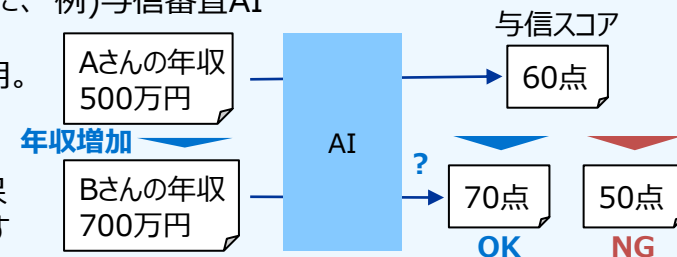 例)与信審査AI
与信スコア
Aさんの年収
500万円
60点
年収増加
AI
?
Bさんの年収
700万円
70点
50点
OK
NG
用。
す